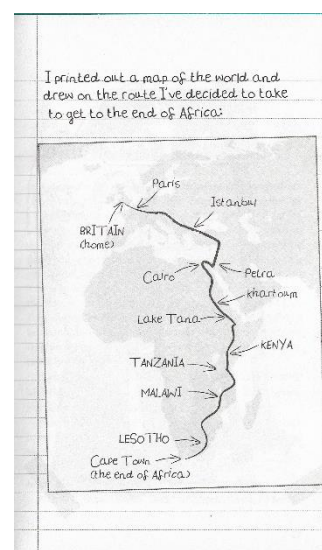 I printed out a map of the world and
drew on the route I've decided to take
to get to the end of Africa:
Paris
Istanbul
BRITAIN
(home)
Cairo
Petra
Khartoum
Lake Tana
KENYA
TANZANIA
MALAWI
LESOTHO
Cape Town
(the end of Africa)